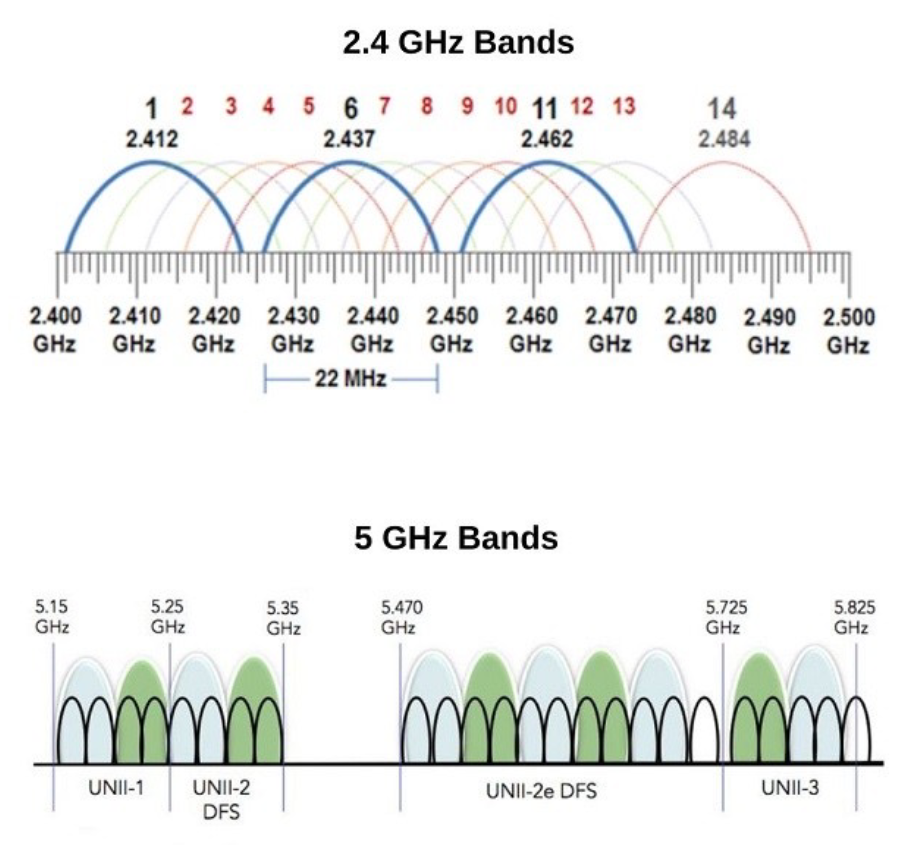 2.4 GHz Bands
1 2 3 4 5 6 7 8 9 10 11 12 13 14
2.412 2.437 2.462 2.484
2.400 2.410 2.420 2.430 2.440 2.450 2.460 2.470 2.480 2.490 2.500
GHz GHz GHz GHz GHz GHz GHz GHz GHz GHz GHz
22 MHz
5 GHz Bands
5.15 5.25 5.35 5.470 5.725 5.825
GHz GHz GHz GHz GHz GHz
UNII-1 UNII-2 UNII-2e DFS UNII-3
DFS